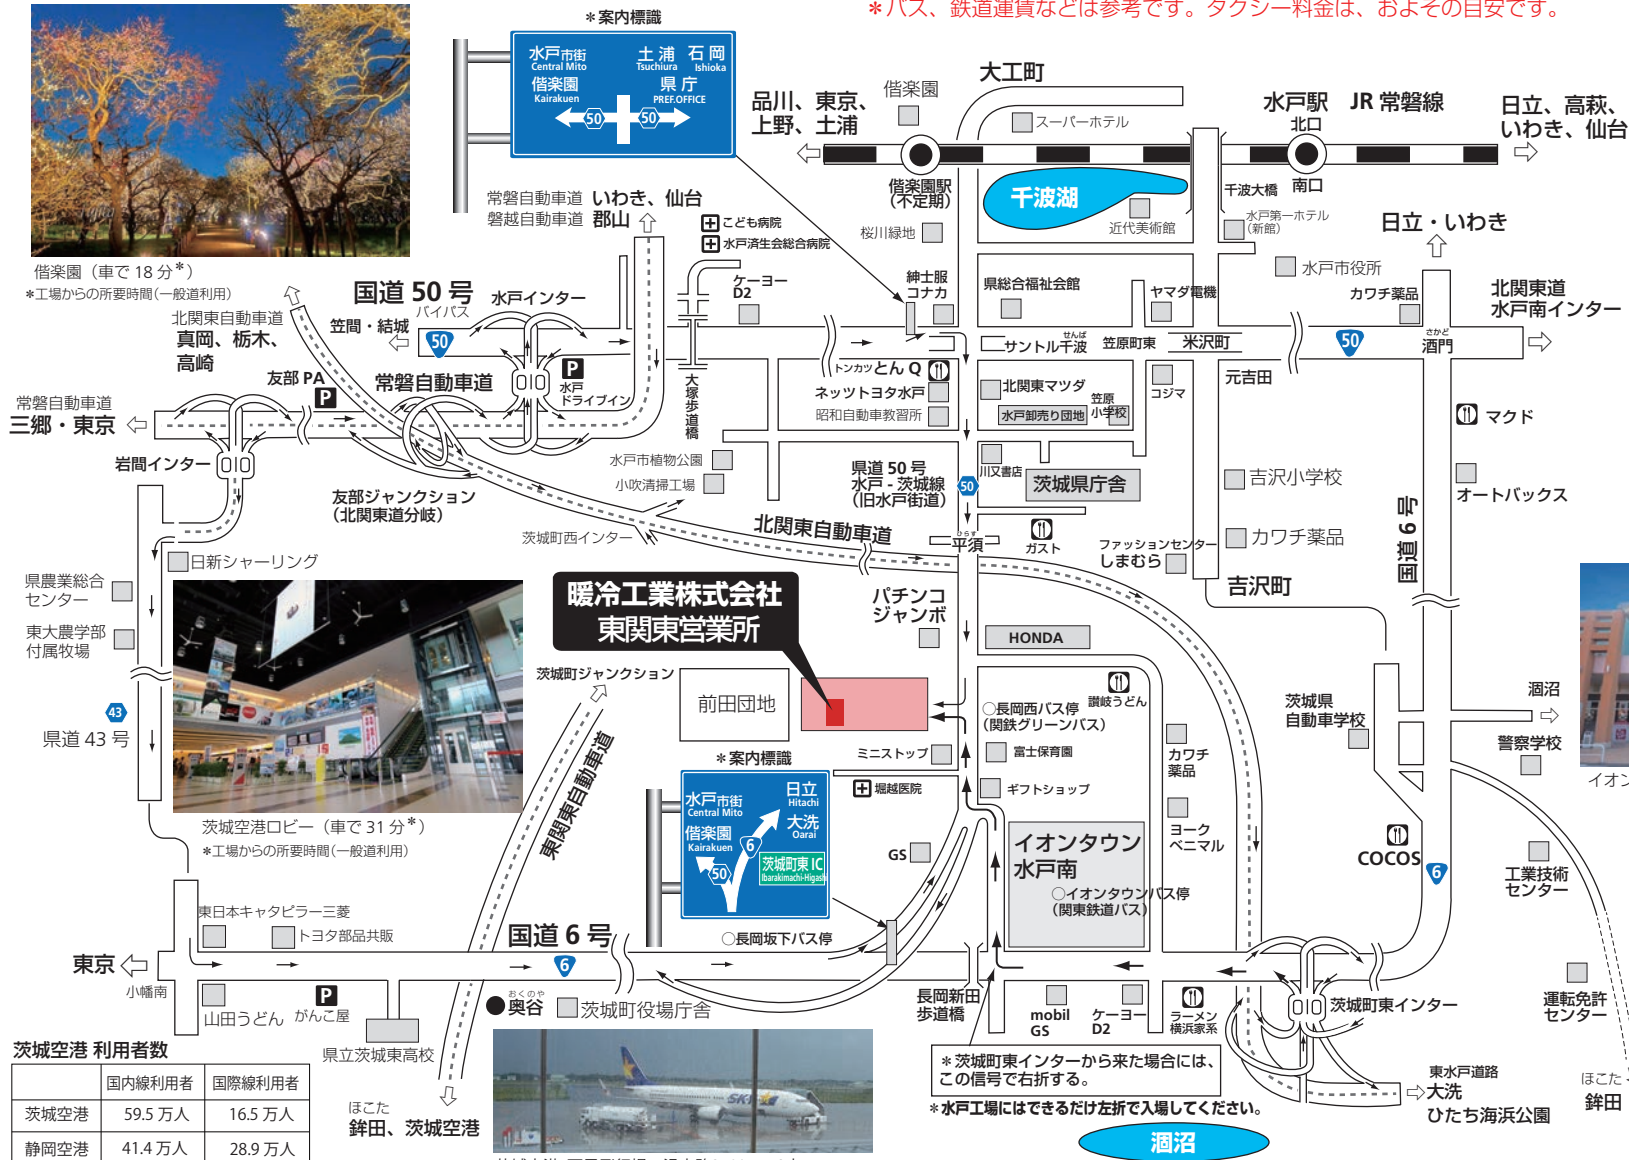 ＊バス、鉄道運賃などは参考です。タクシー料金は、およその目安です。
＊案内標識
水戸市街
Central Mito
偕楽園
Kairakuen
土浦
Tsuchiura
石岡
Ishioka
県庁
PREF.OFFICE
50
50
偕楽園（車で18分＊）
＊工場からの所要時間（一般道利用）
大工町
偕楽園
スーパーホテル
品川、東京、
上野、土浦
水戸駅 JR常磐線
北口
南口
日立、高萩、
いわき、仙台
偕楽園駅
（不定期）
千波湖
千波大橋
近代美術館
水戸第一ホテル
（新館）
桜川緑地
日立・いわき
水戸市役所
常磐自動車道 いわき、仙台
磐越自動車道 郡山
こども病院
水戸済生会総合病院
ケーヨー
D2
紳士服
コナカ
県総合福祉会館
ヤマダ電機
カワチ薬品
北関東道
水戸南インター
国道50号
バイパス
水戸インター
笠間・結城
50
北関東自動車道
真岡、栃木、
高崎
せんば
サントル千波
笠原町東
米沢町
50
さかど
酒門
元吉田
友部PA
P
常磐自動車道
P
水戸
ドライブイン
大塚歩道橋
トンカツとんQ
ネッツトヨタ水戸
昭和自動車教習所
北関東マツダ
水戸卸売り団地
笠原
小学校
コジマ
マクド
常磐自動車道
三郷・東京
岩間インター
友部ジャンクション
（北関東道分岐）
水戸市植物公園
小吹清掃工場
茨城町西インター
北関東自動車道
県道50号
水戸-茨城線
（旧水戸街道）
50
川又書店
茨城県庁舎
吉沢小学校
オートバックス
ひらす
平須
ガスト
ファッションセンター
しまむら
カワチ薬品
国道6号
日新シャーリング
県農業総合
センター
東大農学部
付属牧場
43
県道43号
吉沢町
暖冷工業株式会社
東関東営業所
パチンコ
ジャンボ
HONDA
茨城町ジャンクション
前田団地
長岡西バス停
（関鉄グリーンバス）
讃岐うどん
茨城県
自動車学校
涸沼
警察学校
ミニストップ
富士保育園
カワチ
薬品
堀越医院
ギフトショップ
イオン
茨城空港ロビー（車で31分＊）
＊工場からの所要時間（一般道利用）
東関東自動車道
＊案内標識
水戸市街
Central Mito
偕楽園
Kairakuen
日立
Hitachi
大洗
Oarai
6
50
茨城町東IC
Ibarakimachi-Higashi
GS
イオンタウン
水戸南
イオンタウンバス停
（関東鉄道バス）
ヨーク
ベニマル
COCOS
6
工業技術
センター
東日本キャタピラー三菱
トヨタ部品共販
国道6号
6
長岡坂下バス停
東京
小幡南
山田うどん
P
がんこ屋
県立茨城東高校
おくのや
奥谷
茨城町役場庁舎
長岡新田
歩道橋
mobil
GS
ケーヨー
D2
ラーメン
横浜家系
茨城町東インター
運転免許
センター
＊茨城町東インターから来た場合には、
この信号で右折する。
＊水戸工場にはできるだけ左折で入場してください。
東水戸道路
大洗
ひたち海浜公園
ほこた
鉾田
ほこた
鉾田、茨城空港
SKY
涸沼
茨城空港 利用者数
国内線利用者 国際線利用者
茨城空港 59.5万人 16.5万人
静岡空港 41.4万人 28.9万人